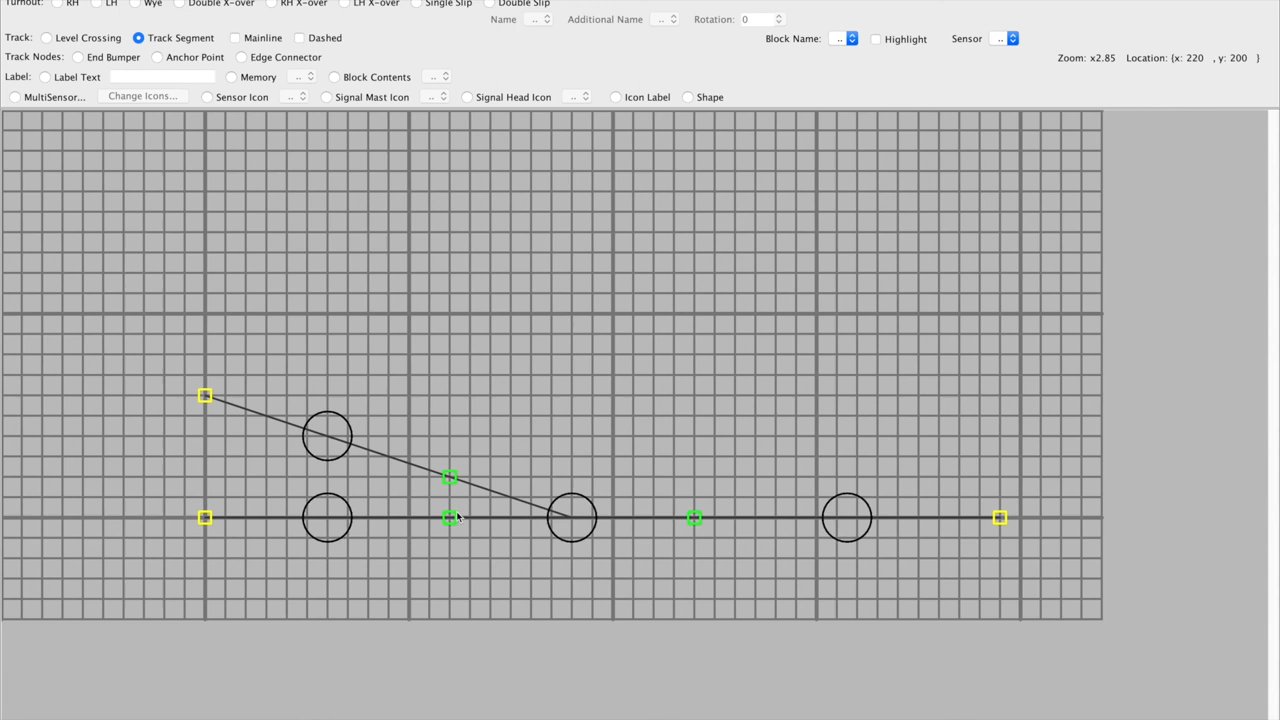 Turnout: RH LH Wye Double X-over RH X-over LH X-over Single Slip Double Slip
Name .. Additional Name .. Rotation: 0
Track: Level Crossing Track Segment Mainline Dashed Block Name: .. Highlight Sensor ..
Track Nodes: End Bumper Anchor Point Edge Connector Zoom: x2.85 Location: {x: 220 , y: 200 }
Label: Label Text Memory .. Block Contents ..
MultiSensor... Change Icons... Sensor Icon .. Signal Mast Icon .. Signal Head Icon .. Icon Label Shape